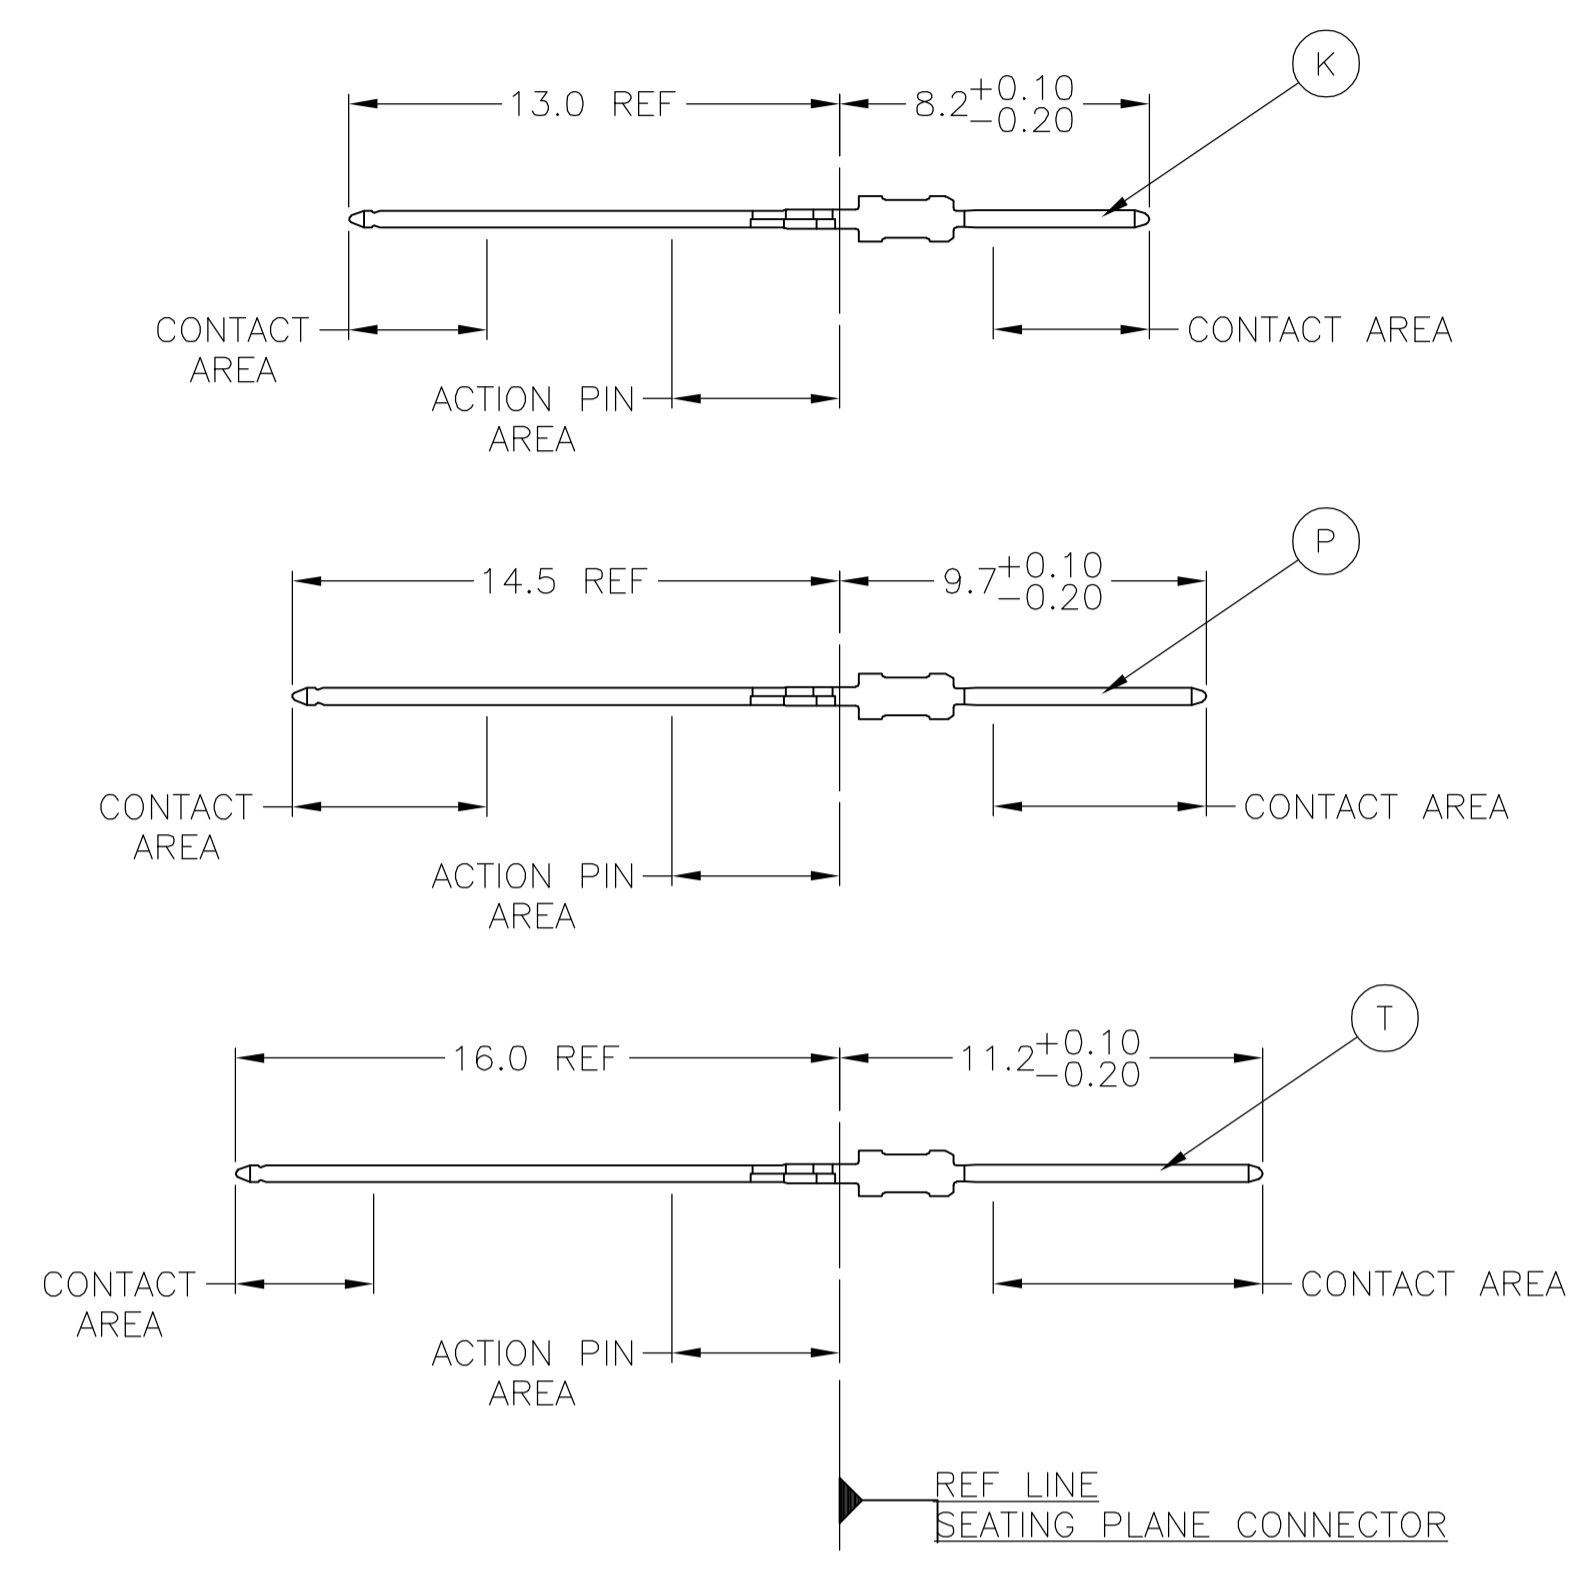 K
13.0 REF
8.2 +0.10
-0.20
CONTACT
AREA
CONTACT AREA
ACTION PIN
AREA
P
14.5 REF
9.7 +0.10
-0.20
CONTACT
AREA
CONTACT AREA
ACTION PIN
AREA
T
16.0 REF
11.2 +0.10
-0.20
CONTACT
AREA
CONTACT AREA
ACTION PIN
AREA
REF LINE
SEATING PLANE CONNECTOR